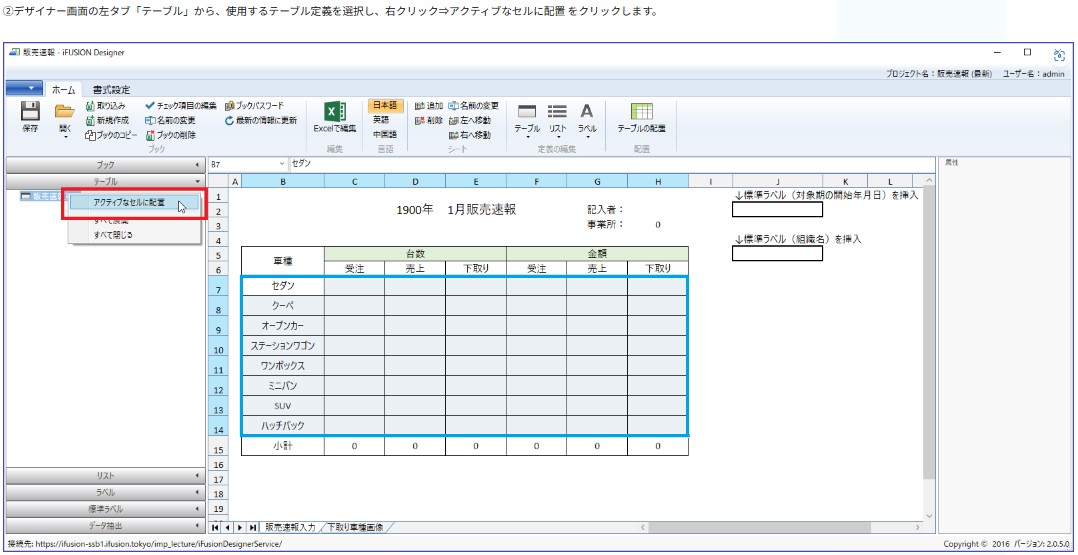 ②デザイナー画面の左タブ「テーブル」から、使用するテーブル定義を選択し、右クリック⇒アクティブなセルに配置 をクリックします。
販売速報 - iFUSION Designer
プロジェクト名：販売速報 (最新) ユーザー名：admin
ホーム 書式設定
保存 開く
取り込み チェック項目の編集 ブックパスワード
新規作成 名前の変更 最新の情報に更新
ブックのコピー ブックの削除
ブック
Excelで編集
編集
日本語
英語
中国語
言語
追加 名前の変更
削除 左へ移動
右へ移動
シート
テーブル リスト ラベル
定義の編集
テーブルの配置
配置
ブック
テーブル
アクティブなセルに配置
すべて閉じる
リスト
ラベル
標準ラベル
データ抽出
B7 セダン
属性
A B C D E F G H I J K L
1 ↓標準ラベル（対象期の開始年月日）を挿入
2 1900年 1月販売速報 記入者：
3 事業所： 0
4 ↓標準ラベル（組織名）を挿入
5 車種 台数 金額
6 受注 売上 下取り 受注 売上 下取り
7 セダン
8 クーペ
9 オープンカー
10 ステーションワゴン
11 ワンボックス
12 ミニバン
13 SUV
14 ハッチバック
15 小計 0 0 0 0 0 0
16
17
18
19
販売速報入力 下取り車種画像
接続先: https://ifusion-ssb1.ifusion.tokyo/imp_lecture/iFusionDesignerService/
Copyright © 2016 バージョン: 2.0.5.0